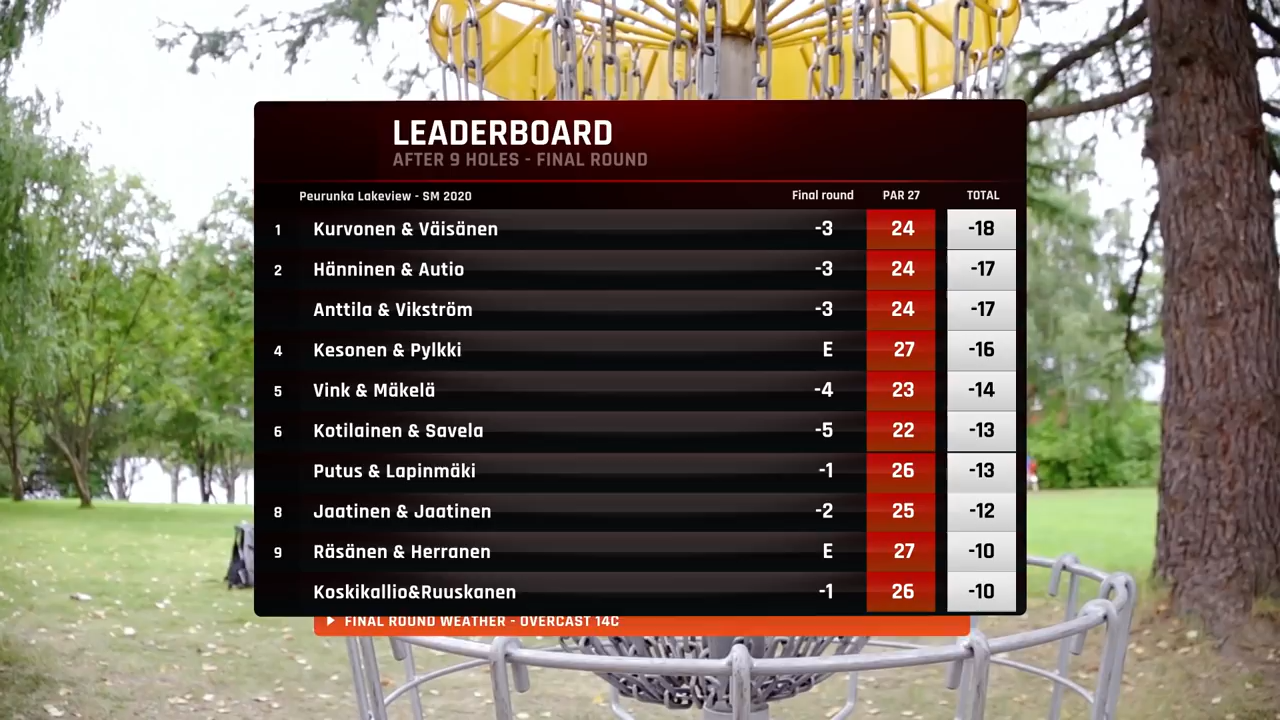 LEADERBOARD
AFTER 9 HOLES - FINAL ROUND
Peurunka Lakeview - SM 2020 Final round PAR 27 TOTAL
1 Kurvonen & Väisänen -3 24 -18
2 Hänninen & Autio -3 24 -17
Anttila & Vikström -3 24 -17
4 Kesonen & Pylkki E 27 -16
5 Vink & Mäkelä -4 23 -14
6 Kotilainen & Savela -5 22 -13
Putus & Lapinmäki -1 26 -13
8 Jaatinen & Jaatinen -2 25 -12
9 Räsänen & Herranen E 27 -10
Koskikallio&Ruuskanen -1 26 -10
FINAL ROUND WEATHER - OVERCAST 14C